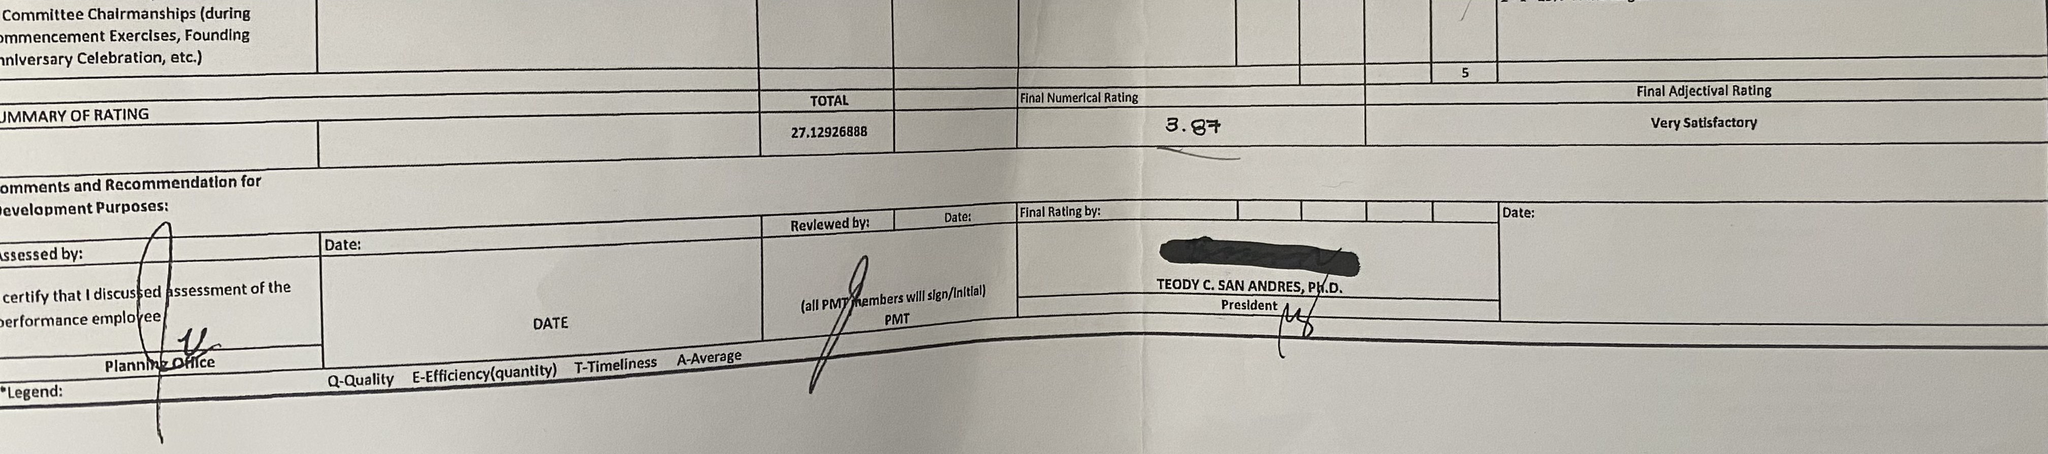 Committee Chairmanships (during
ommencement Exercises, Founding
nniversary Celebration, etc.)
5
UMMARY OF RATING
TOTAL
Final Numerical Rating
Final Adjectival Rating
27.12926888
3.87
Very Satisfactory
omments and Recommendation for
evelopment Purposes:
ssessed by:
Date:
Reviewed by:
Date:
Final Rating by:
Date:
certify that I discussed assessment of the
performance employee
DATE
(all PMT members will sign/initial)
PMT
TEODY C. SAN ANDRES, Ph.D.
President
Planning Office
*Legend:
Q-Quality E-Efficiency(quantity) T-Timeliness A-Average